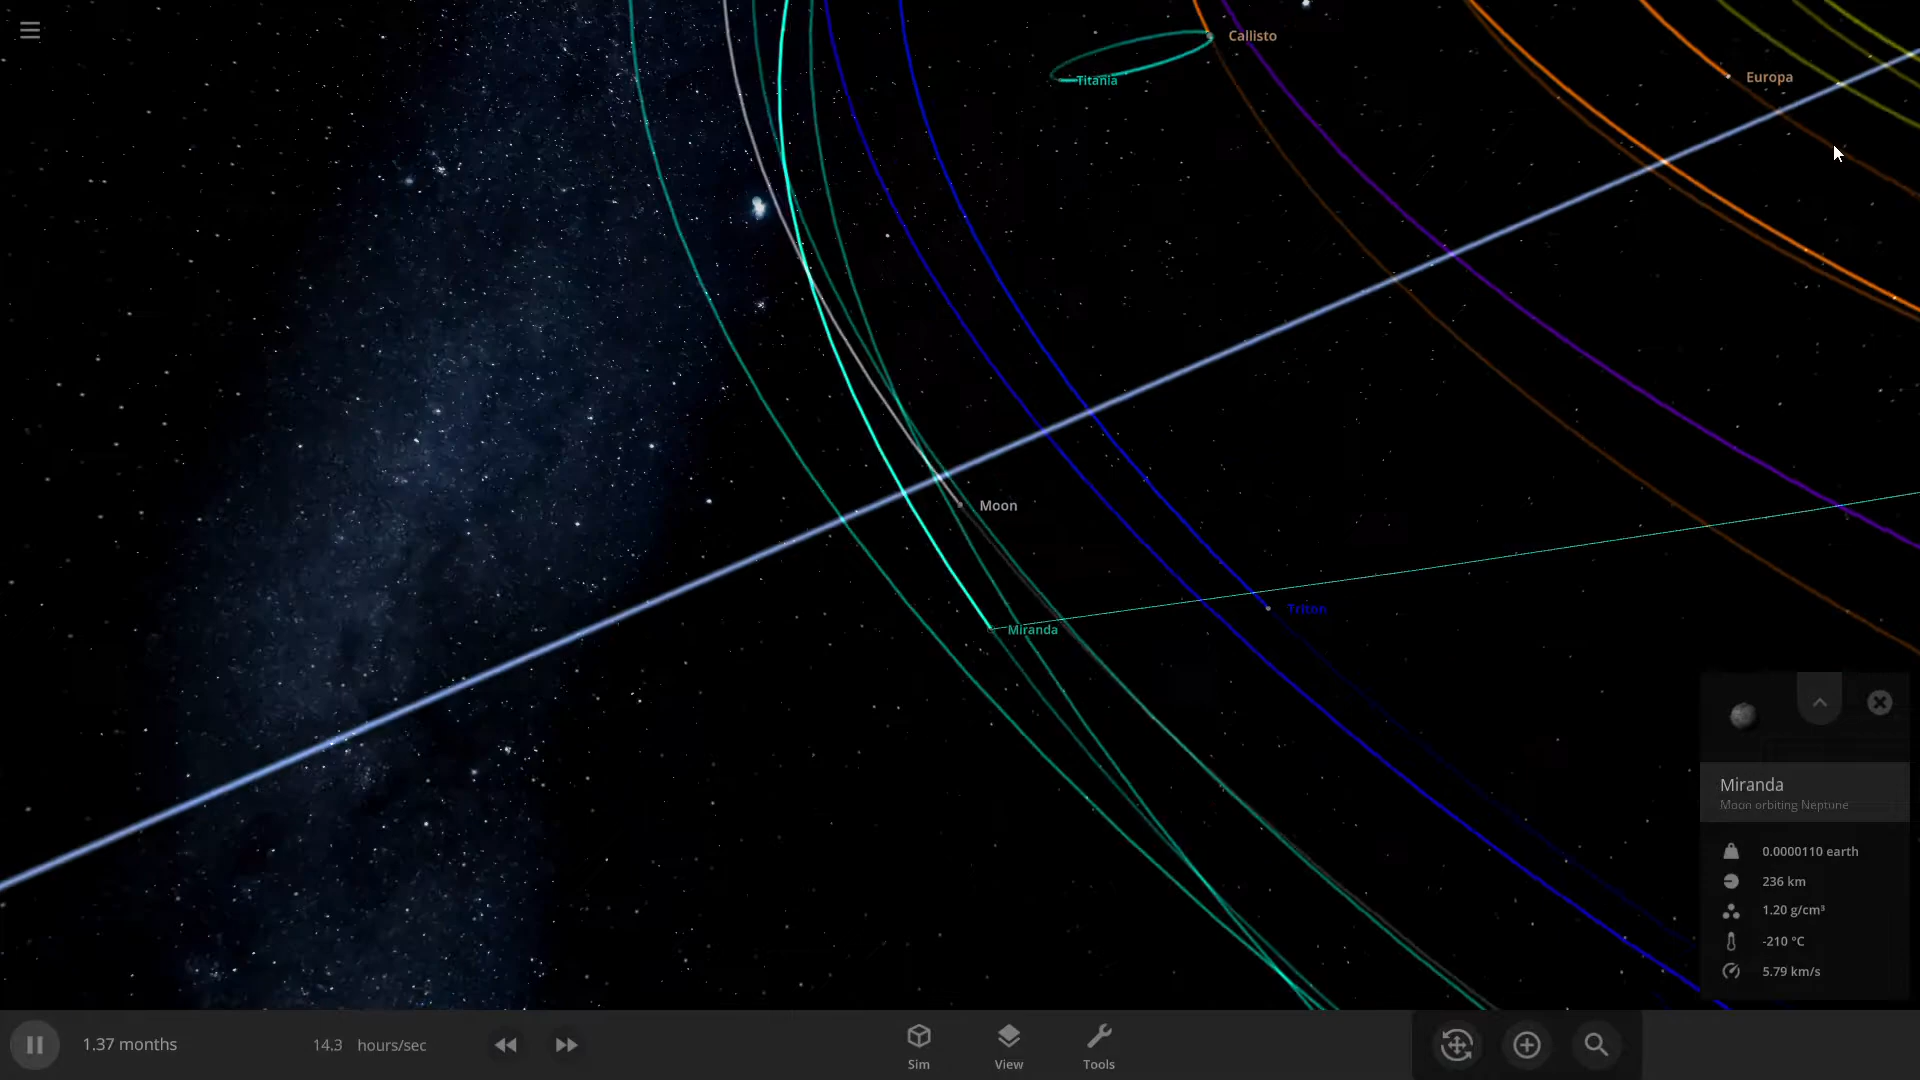 Callisto
Titania
Europa
Moon
Triton
Miranda
Miranda
Moon orbiting Neptune
0.0000110 earth
236 km
1.20 g/cm³
-210 °C
5.79 km/s
1.37 months
14.3 hours/sec
Sim
View
Tools